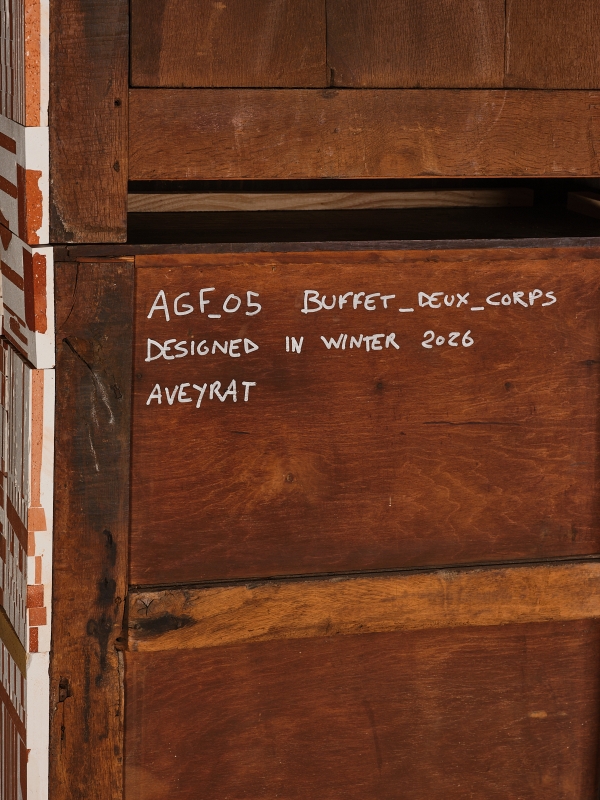 AGF_05 BUFFET_DEUX_CORPS
DESIGNED IN WINTER 2026
AVEYRAT